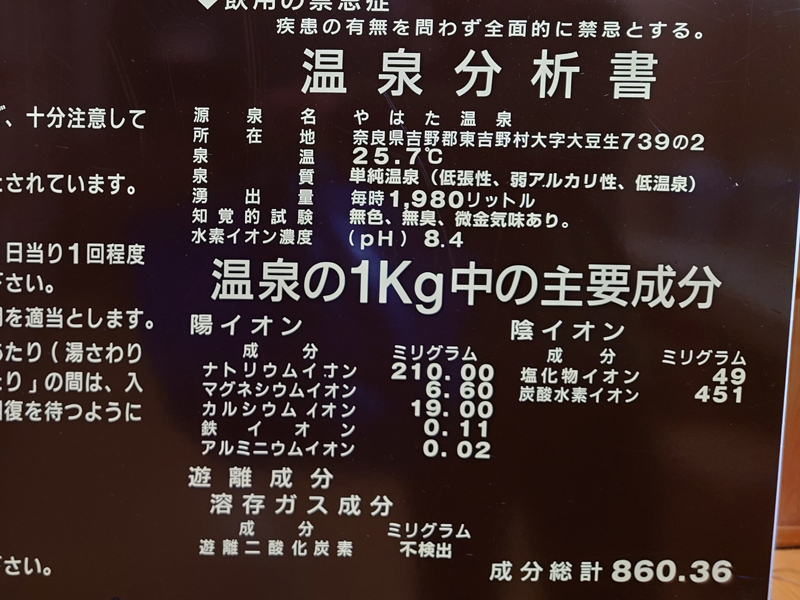 ◆飲用の禁忌症
疾患の有無を問わず全面的に禁忌とする。
温泉分析書
源泉名 やはた温泉
所在地 奈良県吉野郡東吉野村大字大豆生739の2
泉温 25.7℃
泉質 単純温泉（低張性、弱アルカリ性、低温泉）
湧出量 毎時1,980リットル
知覚的試験 無色、無臭、微金気味あり。
水素イオン濃度 （pH）8.4
温泉の1Kg中の主要成分
陽イオン
成分 ミリグラム
ナトリウムイオン 210.00
マグネシウムイオン 6.60
カルシウムイオン 19.00
鉄イオン 0.11
アルミニウムイオン 0.02
陰イオン
成分 ミリグラム
塩化物イオン 49
炭酸水素イオン 451
遊離成分
溶存ガス成分
成分 ミリグラム
遊離二酸化炭素 不検出
成分総計 860.36
、十分注意して
されています。
日当り1回程度
さい。
を適当とします。
たり（湯さわり
り」の間は、入
復を待つように
さい。